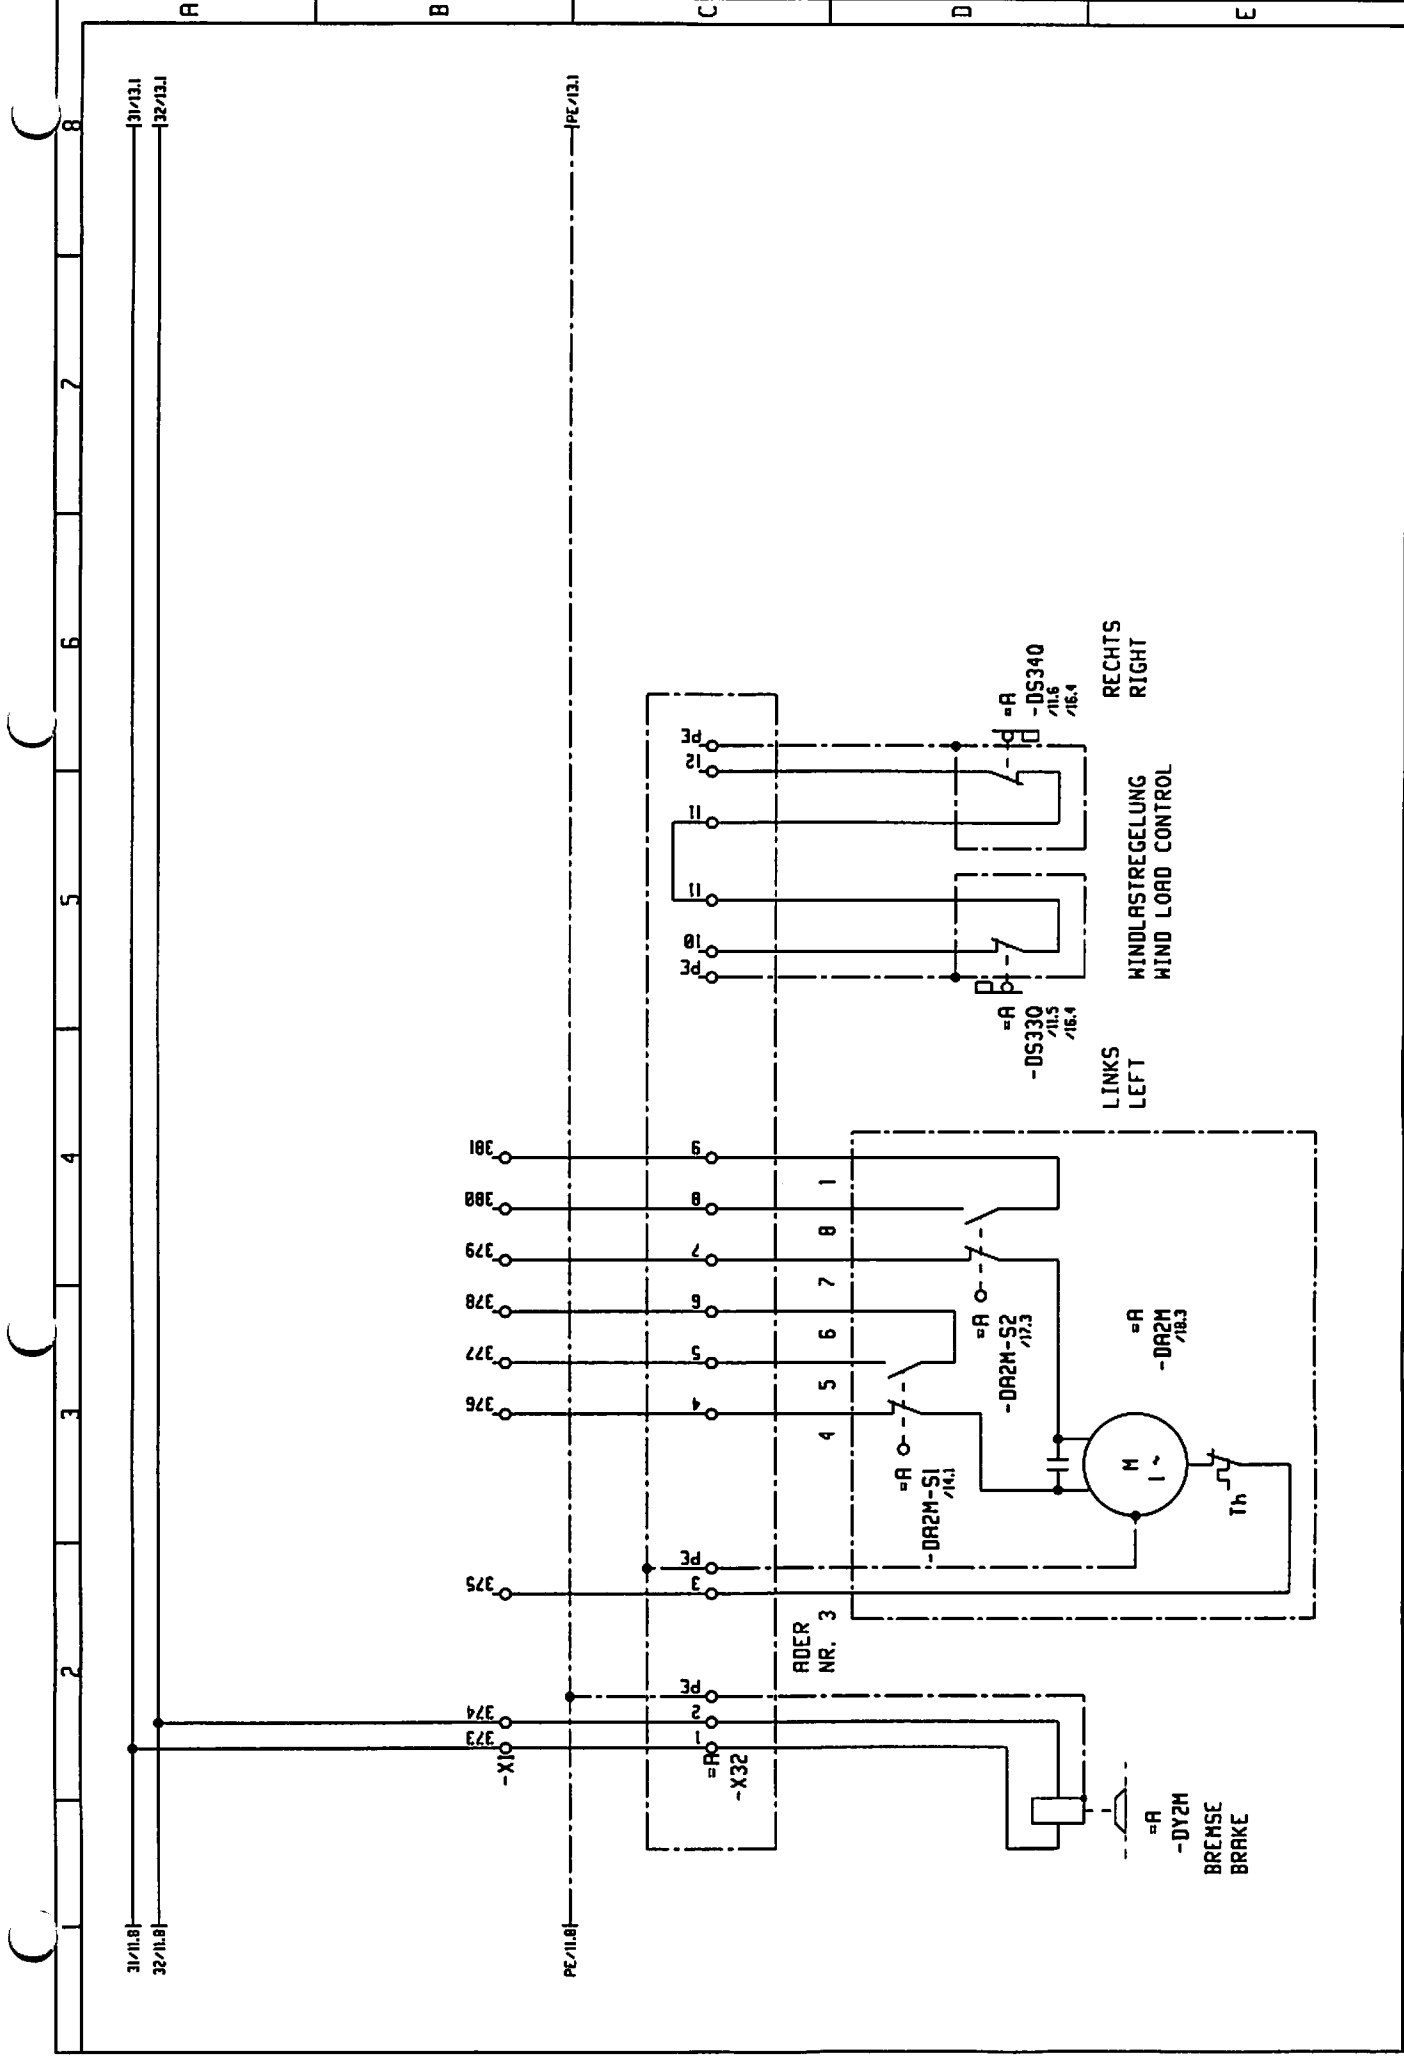 1 2 3 4 5 6 7 8
A
B
C
D
E
31/11.8
31/13.1
32/11.8
32/13.1
-X1
373 374 375 376 377 378 379 380 381
PE/11.8
PE/13.1
=A
-X32
1 2 PE 3 PE 4 5 6 7 8 9 PE 10 11 11 12 PE
ADER
NR. 3 4 5 6 7 8 1
=A
-DA2M-S1
/14.1
=A
-DA2M-S2
/17.3
=A
-DS33Q
/11.5
/16.4
=A
-DS34Q
/11.6
/16.4
LINKS
LEFT
WINDLASTREGELUNG
WIND LOAD CONTROL
RECHTS
RIGHT
M
1 ~
Th
=A
-DA2M
/18.3
=A
-DY2M
BREMSE
BRAKE